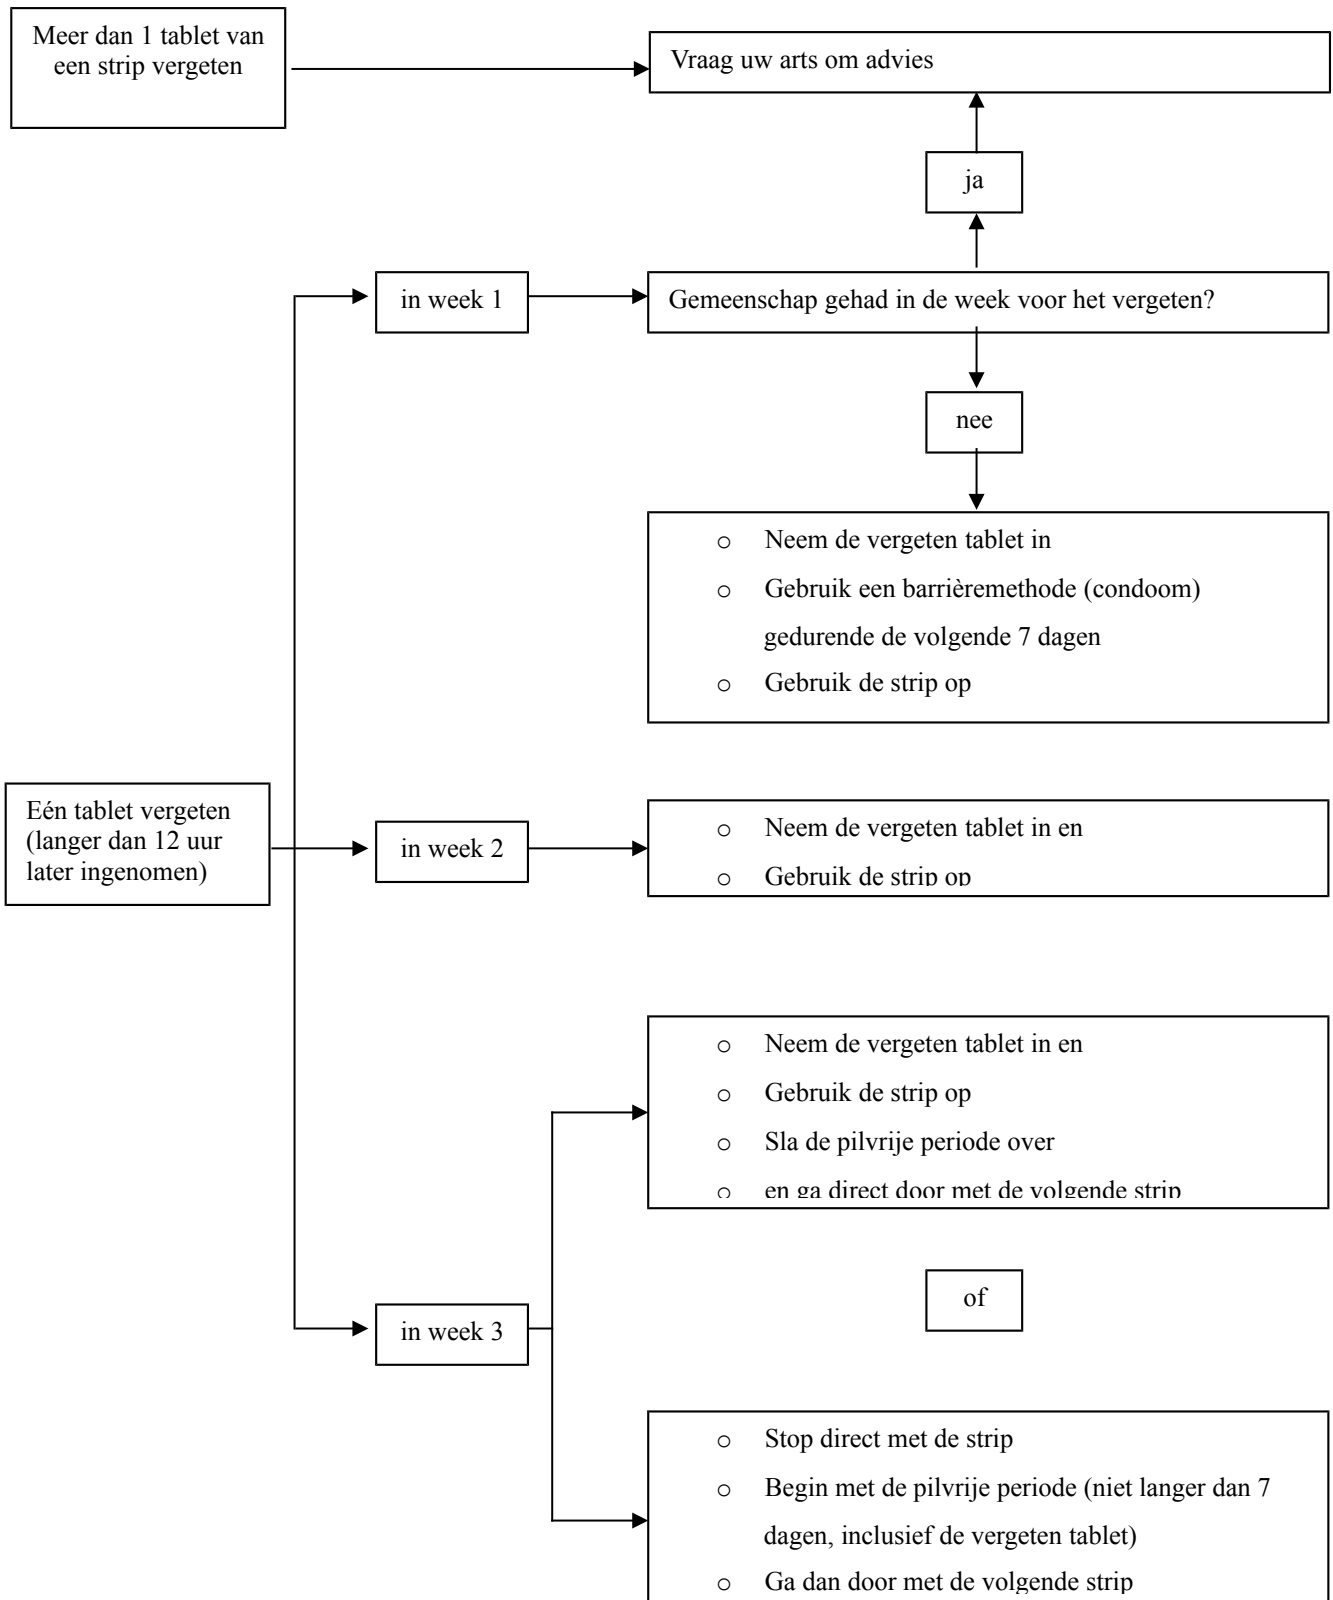 Meer dan 1 tablet van
een strip vergeten
Vraag uw arts om advies
ja
in week 1
Gemeenschap gehad in de week voor het vergeten?
nee
o Neem de vergeten tablet in
o Gebruik een barrièremethode (condoom)
gedurende de volgende 7 dagen
o Gebruik de strip op
Eén tablet vergeten
(langer dan 12 uur
later ingenomen)
in week 2
o Neem de vergeten tablet in en
o Gebruik de strip op
o Neem de vergeten tablet in en
o Gebruik de strip op
o Sla de pilvrije periode over
o en ga direct door met de volgende strip
of
in week 3
o Stop direct met de strip
o Begin met de pilvrije periode (niet langer dan 7
dagen, inclusief de vergeten tablet)
o Ga dan door met de volgende strip